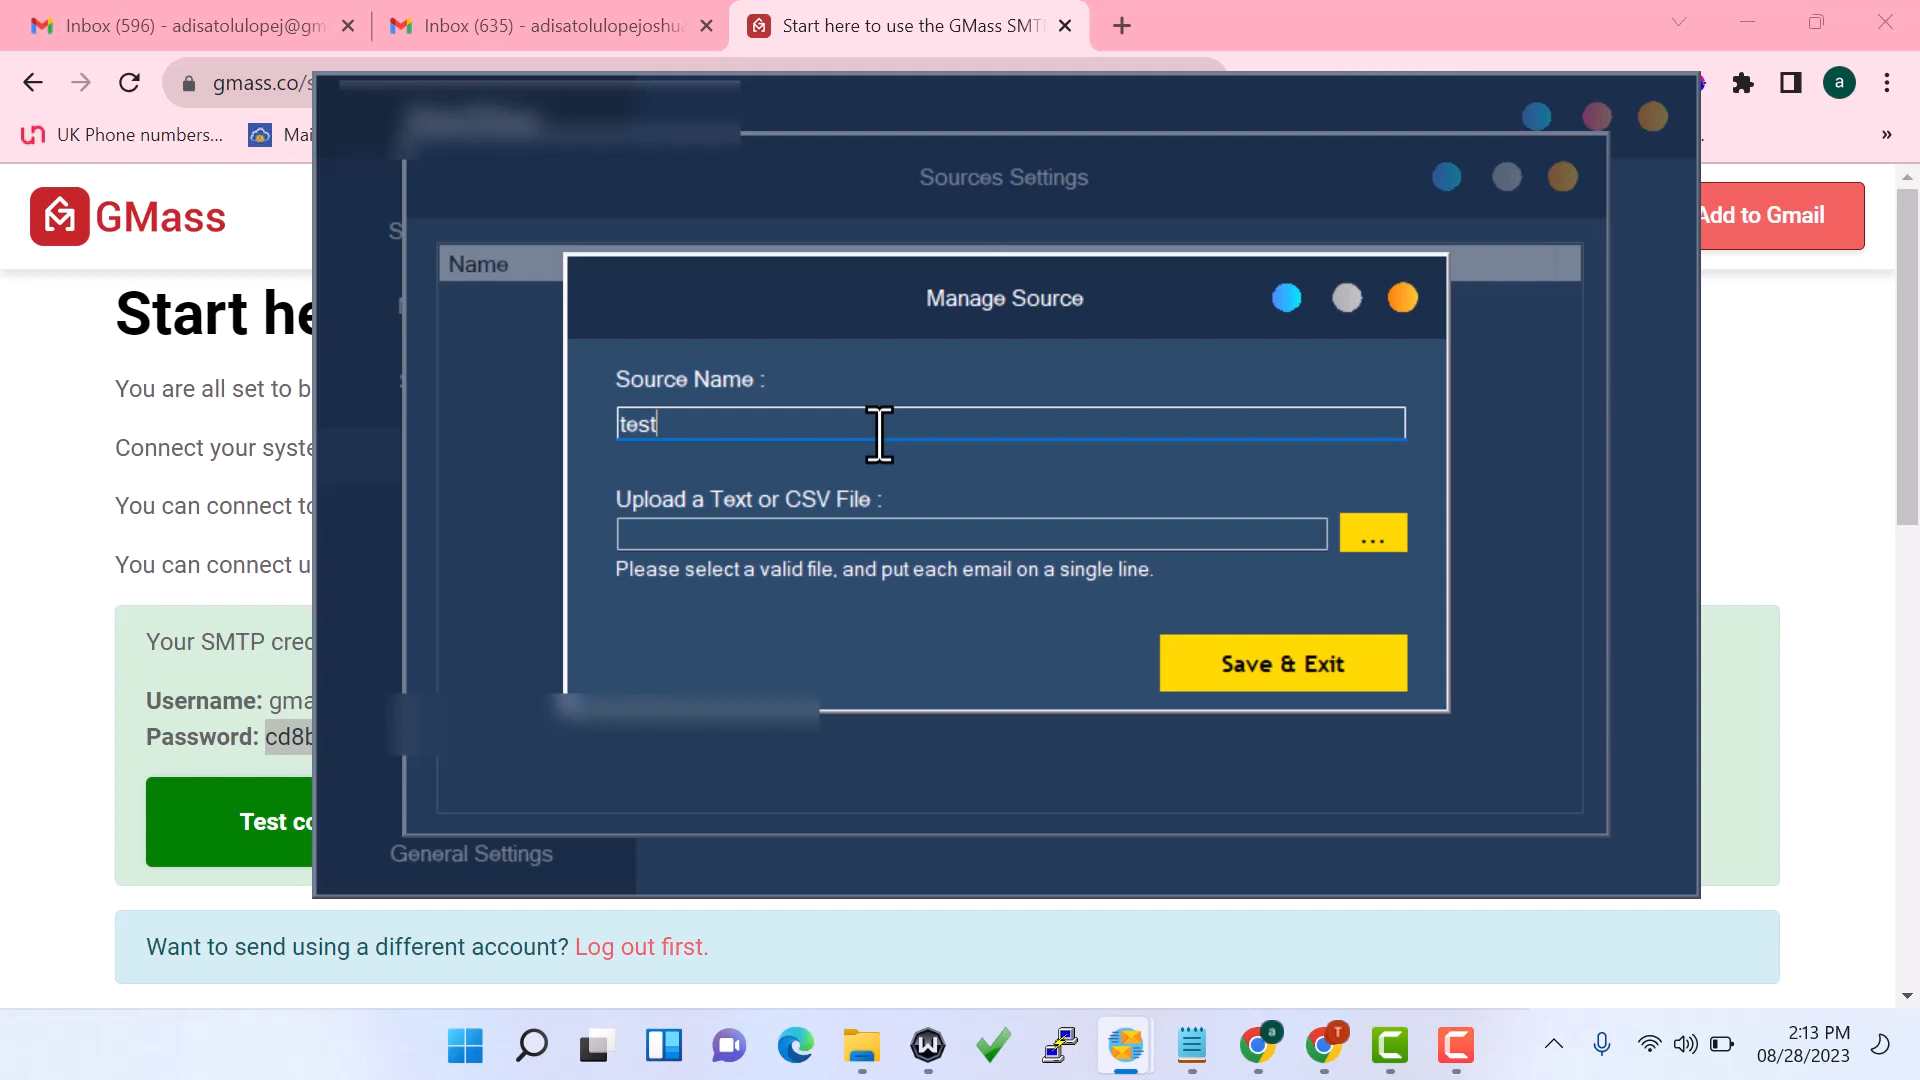 Inbox (596) - adisatolulopej@gm
Inbox (635) - adisatolulopejoshua
Start here to use the GMass SMT
gmass.co/s
a
UK Phone numbers...
Mai
»
GMass
Add to Gmail
Sources Settings
Name
Manage Source
Source Name :
test
Upload a Text or CSV File :
...
Please select a valid file, and put each email on a single line.
Save & Exit
General Settings
Start he
You are all set to b
Connect your syste
You can connect to
You can connect u
Your SMTP cred
Username: gma
Password: cd8b
Test co
Want to send using a different account? Log out first.
2:13 PM
08/28/2023